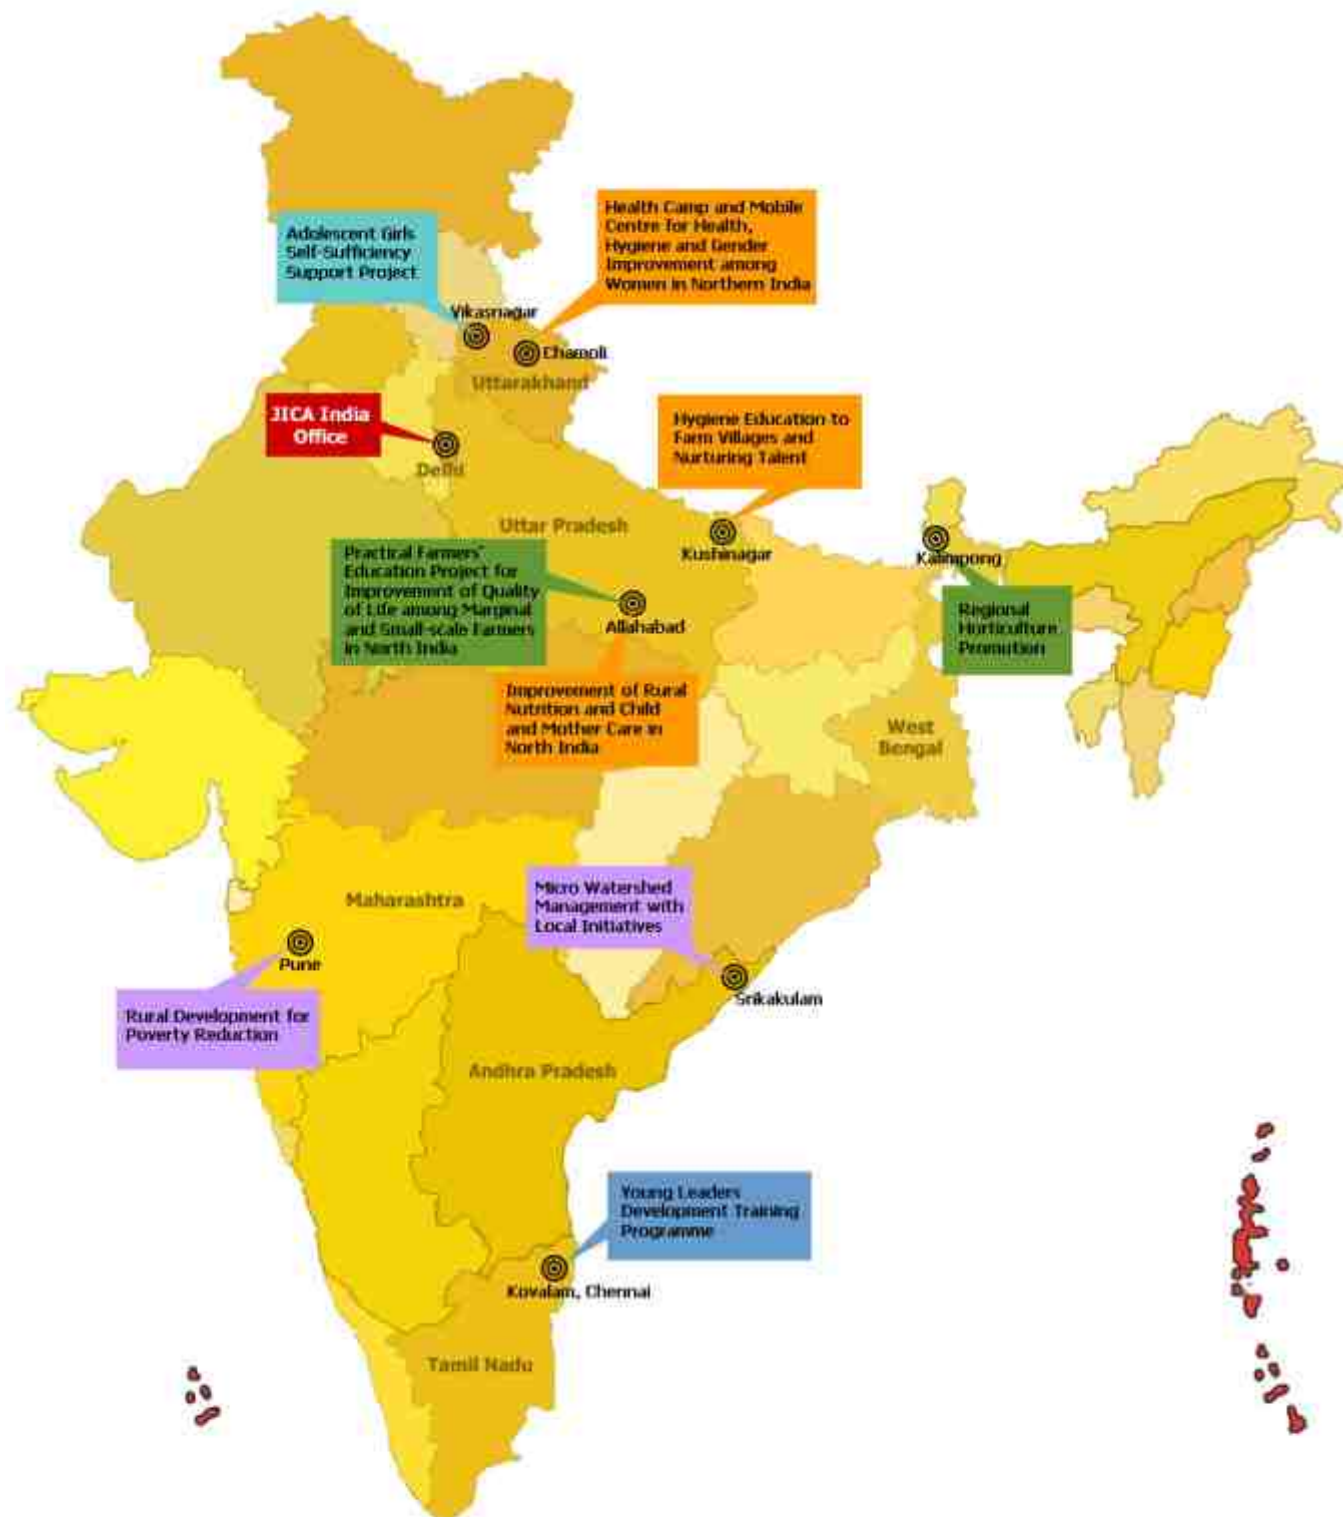 Health Camp and Mobile
Centre for Health,
Hygiene and Gender
Improvement among
Women in Northern India
Adolescent Girls
Self-Sufficiency
Support Project
Vikasnagar
Chamoli
Uttarakhand
JICA India
Office
Delhi
Hygiene Education to
Farm Villages and
Nurturing Talent
Uttar Pradesh
Kushinagar
Kalimpong
Practical Farmers'
Education Project for
Improvement of Quality
of Life among Marginal
and Small-scale Farmers
in North India
Allahabad
Regional
Horticulture
Promotion
Improvement of Rural
Nutrition and Child
and Mother Care in
North India
West
Bengal
Maharashtra
Micro Watershed
Management with
Local Initiatives
Pune
Srikakulam
Rural Development for
Poverty Reduction
Andhra Pradesh
Young Leaders
Development Training
Programme
Kovalam, Chennai
Tamil Nadu